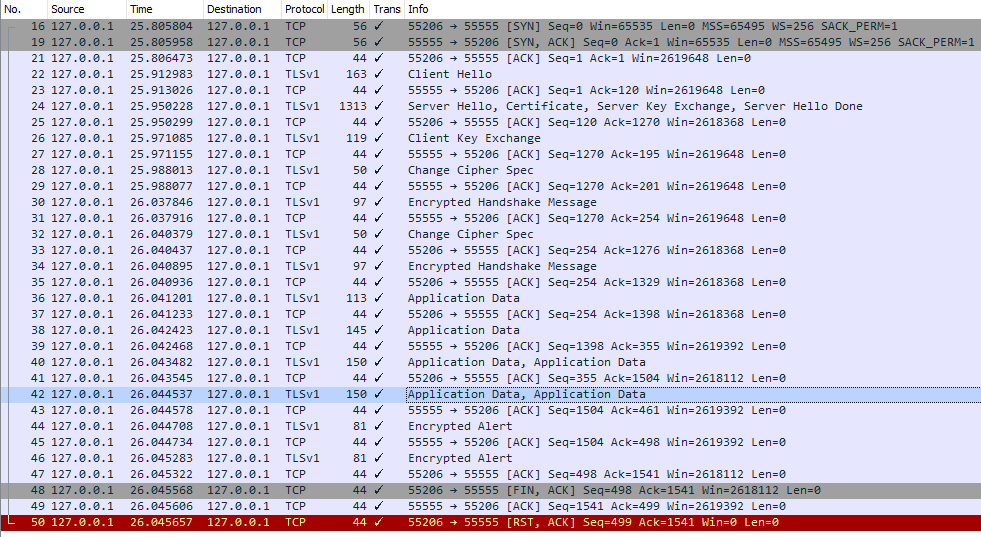 No. Source Time Destination Protocol Length Trans Info
16 127.0.0.1 25.805804 127.0.0.1 TCP 56 ✓ 55206 → 55555 [SYN] Seq=0 Win=65535 Len=0 MSS=65495 WS=256 SACK_PERM=1
19 127.0.0.1 25.805958 127.0.0.1 TCP 56 ✓ 55555 → 55206 [SYN, ACK] Seq=0 Ack=1 Win=65535 Len=0 MSS=65495 WS=256 SACK_PERM=1
21 127.0.0.1 25.806473 127.0.0.1 TCP 44 ✓ 55206 → 55555 [ACK] Seq=1 Ack=1 Win=2619648 Len=0
22 127.0.0.1 25.912983 127.0.0.1 TLSv1 163 ✓ Client Hello
23 127.0.0.1 25.913026 127.0.0.1 TCP 44 ✓ 55555 → 55206 [ACK] Seq=1 Ack=120 Win=2619648 Len=0
24 127.0.0.1 25.950228 127.0.0.1 TLSv1 1313 ✓ Server Hello, Certificate, Server Key Exchange, Server Hello Done
25 127.0.0.1 25.950299 127.0.0.1 TCP 44 ✓ 55206 → 55555 [ACK] Seq=120 Ack=1270 Win=2618368 Len=0
26 127.0.0.1 25.971085 127.0.0.1 TLSv1 119 ✓ Client Key Exchange
27 127.0.0.1 25.971155 127.0.0.1 TCP 44 ✓ 55555 → 55206 [ACK] Seq=1270 Ack=195 Win=2619648 Len=0
28 127.0.0.1 25.988013 127.0.0.1 TLSv1 50 ✓ Change Cipher Spec
29 127.0.0.1 25.988077 127.0.0.1 TCP 44 ✓ 55555 → 55206 [ACK] Seq=1270 Ack=201 Win=2619648 Len=0
30 127.0.0.1 26.037846 127.0.0.1 TLSv1 97 ✓ Encrypted Handshake Message
31 127.0.0.1 26.037916 127.0.0.1 TCP 44 ✓ 55555 → 55206 [ACK] Seq=1270 Ack=254 Win=2619648 Len=0
32 127.0.0.1 26.040379 127.0.0.1 TLSv1 50 ✓ Change Cipher Spec
33 127.0.0.1 26.040437 127.0.0.1 TCP 44 ✓ 55206 → 55555 [ACK] Seq=254 Ack=1276 Win=2618368 Len=0
34 127.0.0.1 26.040895 127.0.0.1 TLSv1 97 ✓ Encrypted Handshake Message
35 127.0.0.1 26.040936 127.0.0.1 TCP 44 ✓ 55206 → 55555 [ACK] Seq=254 Ack=1329 Win=2618368 Len=0
36 127.0.0.1 26.041201 127.0.0.1 TLSv1 113 ✓ Application Data
37 127.0.0.1 26.041233 127.0.0.1 TCP 44 ✓ 55206 → 55555 [ACK] Seq=254 Ack=1398 Win=2618368 Len=0
38 127.0.0.1 26.042423 127.0.0.1 TLSv1 145 ✓ Application Data
39 127.0.0.1 26.042468 127.0.0.1 TCP 44 ✓ 55555 → 55206 [ACK] Seq=1398 Ack=355 Win=2619392 Len=0
40 127.0.0.1 26.043482 127.0.0.1 TLSv1 150 ✓ Application Data, Application Data
41 127.0.0.1 26.043545 127.0.0.1 TCP 44 ✓ 55206 → 55555 [ACK] Seq=355 Ack=1504 Win=2618112 Len=0
42 127.0.0.1 26.044537 127.0.0.1 TLSv1 150 ✓ Application Data, Application Data
43 127.0.0.1 26.044578 127.0.0.1 TCP 44 ✓ 55555 → 55206 [ACK] Seq=1504 Ack=461 Win=2619392 Len=0
44 127.0.0.1 26.044708 127.0.0.1 TLSv1 81 ✓ Encrypted Alert
45 127.0.0.1 26.044734 127.0.0.1 TCP 44 ✓ 55555 → 55206 [ACK] Seq=1504 Ack=498 Win=2619392 Len=0
46 127.0.0.1 26.045283 127.0.0.1 TLSv1 81 ✓ Encrypted Alert
47 127.0.0.1 26.045322 127.0.0.1 TCP 44 ✓ 55206 → 55555 [ACK] Seq=498 Ack=1541 Win=2618112 Len=0
48 127.0.0.1 26.045568 127.0.0.1 TCP 44 ✓ 55206 → 55555 [FIN, ACK] Seq=498 Ack=1541 Win=2618112 Len=0
49 127.0.0.1 26.045606 127.0.0.1 TCP 44 ✓ 55555 → 55206 [ACK] Seq=1541 Ack=499 Win=2619392 Len=0
50 127.0.0.1 26.045657 127.0.0.1 TCP 44 ✓ 55206 → 55555 [RST, ACK] Seq=499 Ack=1541 Win=0 Len=0